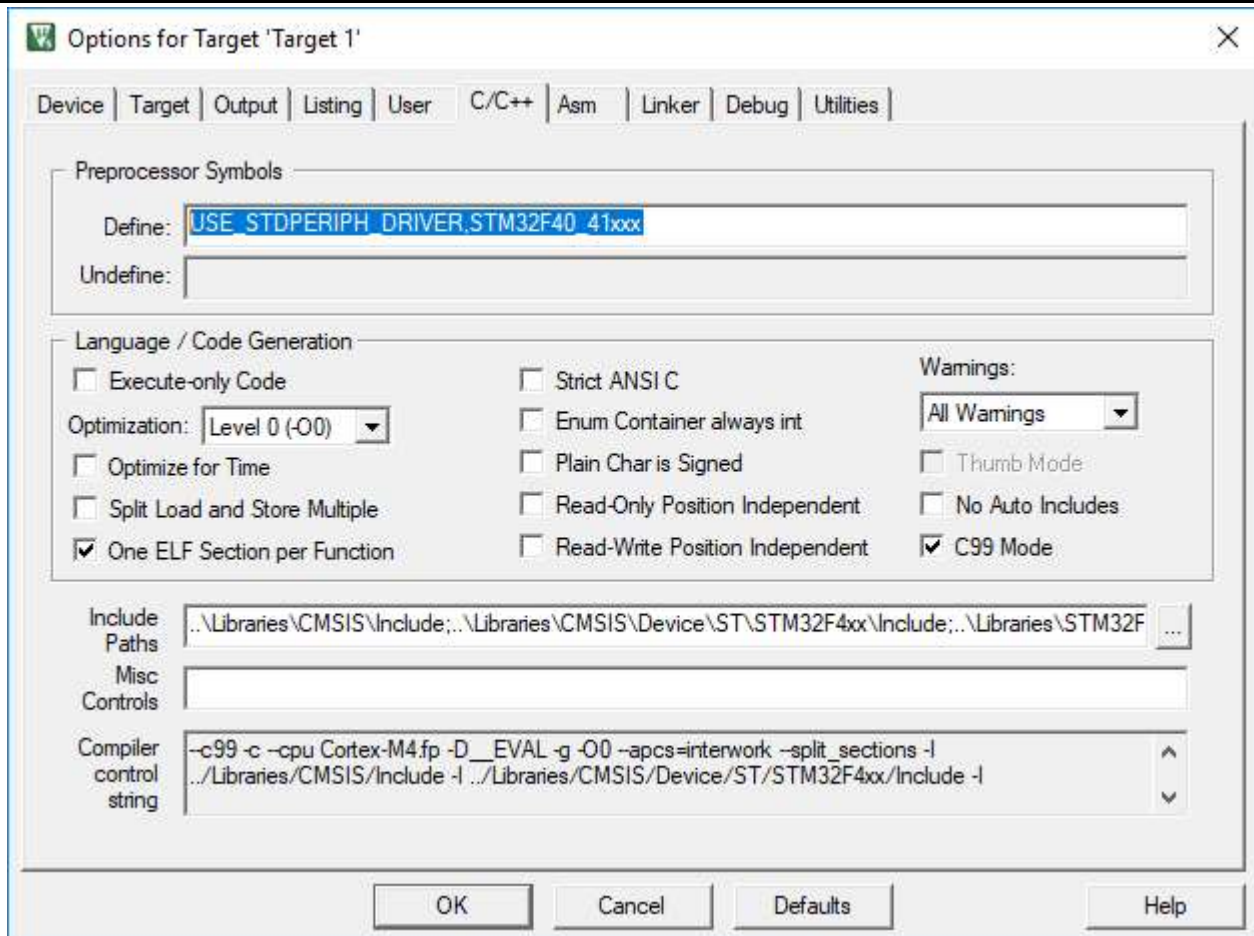 Options for Target 'Target 1'
Device Target Output Listing User C/C++ Asm Linker Debug Utilities
Preprocessor Symbols
Define: USE_STDPERIPH_DRIVER,STM32F40_41xxx
Undefine:
Language / Code Generation
Execute-only Code
Strict ANSI C
Warnings:
Optimization: Level 0 (-O0)
Enum Container always int
All Warnings
Optimize for Time
Plain Char is Signed
Thumb Mode
Split Load and Store Multiple
Read-Only Position Independent
No Auto Includes
One ELF Section per Function
Read-Write Position Independent
C99 Mode
Include
Paths
..\Libraries\CMSIS\Include;..\Libraries\CMSIS\Device\ST\STM32F4xx\Include;..\Libraries\STM32F
...
Misc
Controls
Compiler
control
string
--c99 -c --cpu Cortex-M4.fp -D__EVAL -g -O0 --apcs=interwork --split_sections -I
../Libraries/CMSIS/Include -I ../Libraries/CMSIS/Device/ST/STM32F4xx/Include -I
OK Cancel Defaults Help